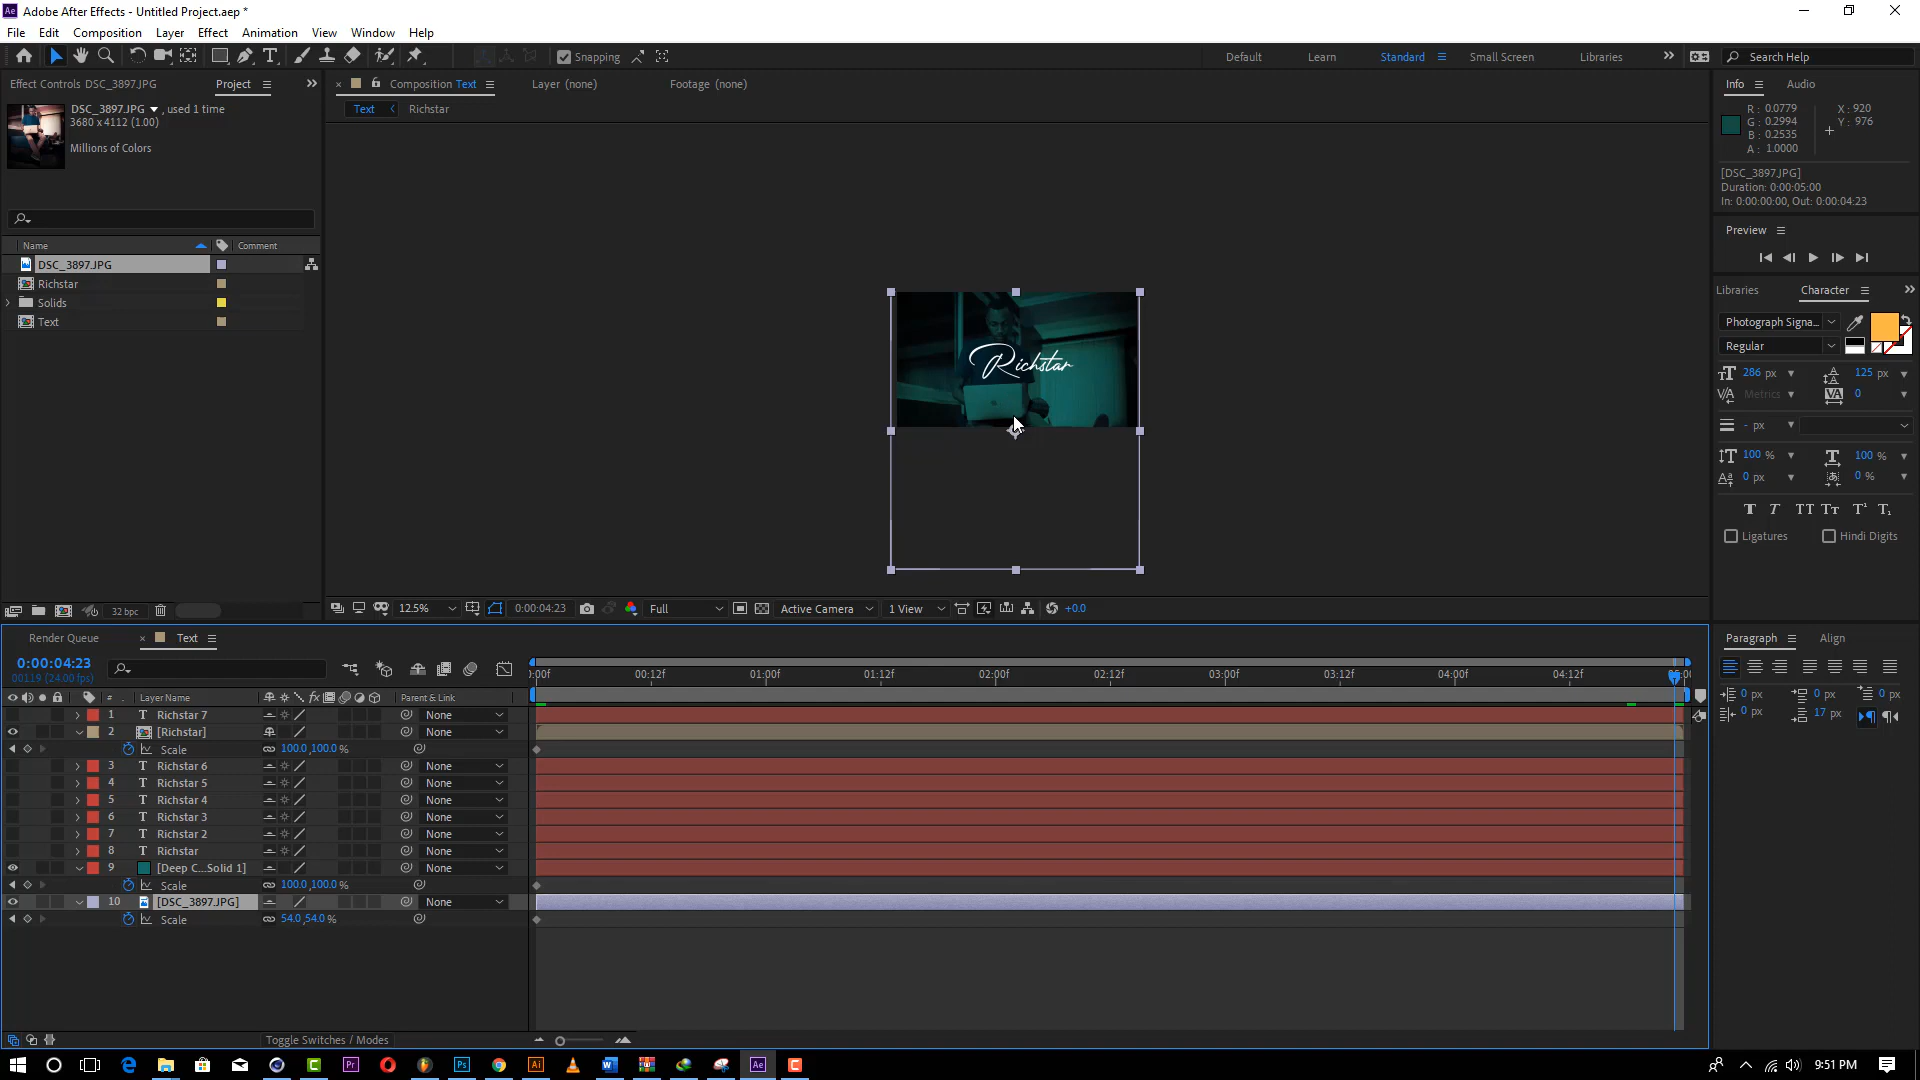 Adobe After Effects - Untitled Project.aep *
File Edit Composition Layer Effect Animation View Window Help
Snapping
Default Learn Standard Small Screen Libraries Search Help
Effect Controls DSC_3897.JPG Project
DSC_3897.JPG , used 1 time
3680 x 4112 (1.00)
Millions of Colors
Name Comment
DSC_3897.JPG
Richstar
Solids
Text
32 bpc
Composition Text Layer (none) Footage (none)
Text Richstar
Richstar
12.5% 0:00:04:23 Full Active Camera 1 View +0.0
Info Audio
R : 0.0779 X : 920
G : 0.2994 Y : 976
B : 0.2535
A : 1.0000
[DSC_3897.JPG]
Duration: 0:00:05:00
In: 0:00:00:00, Out: 0:00:04:23
Preview
Libraries Character
Photograph Signa...
Regular
286 px 125 px
Metrics 0
- px
100 % 100 %
0 px 0 %
Ligatures Hindi Digits
Paragraph Align
0 px 0 px 0 px
0 px 17 px
Render Queue Text
0:00:04:23
00119 (24.00 fps)
# Layer Name Parent & Link
:00f 00:12f 01:00f 01:12f 02:00f 02:12f 03:00f 03:12f 04:00f 04:12f
1 T Richstar 7 None
2 [Richstar] None
Scale 100.0,100.0 %
3 T Richstar 6 None
4 T Richstar 5 None
5 T Richstar 4 None
6 T Richstar 3 None
7 T Richstar 2 None
8 T Richstar None
9 [Deep C...Solid 1] None
Scale 100.0,100.0 %
10 [DSC_3897.JPG] None
Scale 54.0,54.0 %
Toggle Switches / Modes
9:51 PM